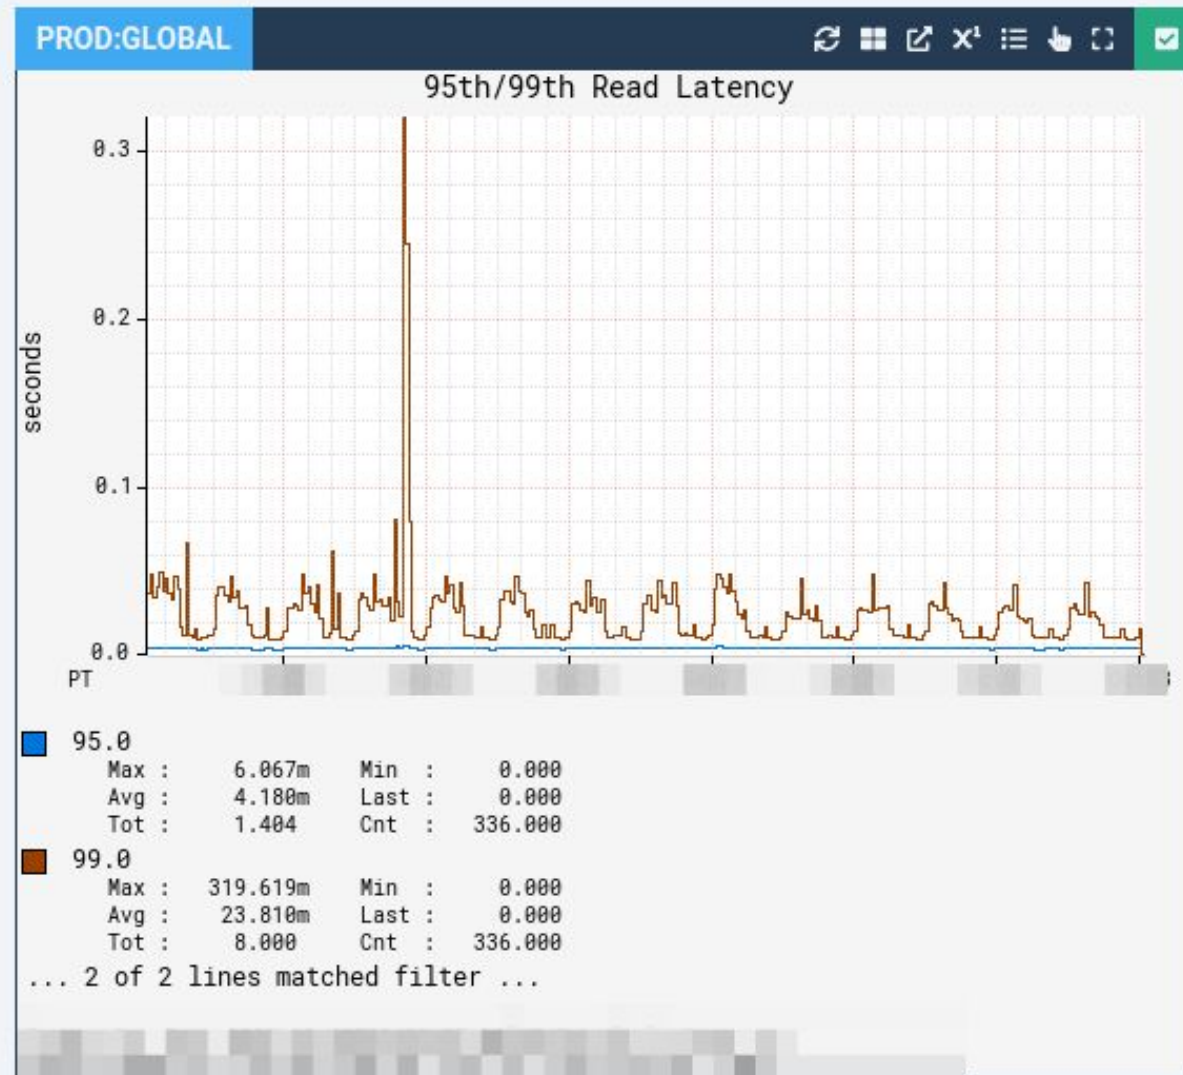 PROD:GLOBAL
95th/99th Read Latency
0.3
0.2
0.1
0.0
seconds
PT
95.0
Max : 6.067m Min : 0.000
Avg : 4.180m Last : 0.000
Tot : 1.404 Cnt : 336.000
99.0
Max : 319.619m Min : 0.000
Avg : 23.810m Last : 0.000
Tot : 8.000 Cnt : 336.000
... 2 of 2 lines matched filter ...